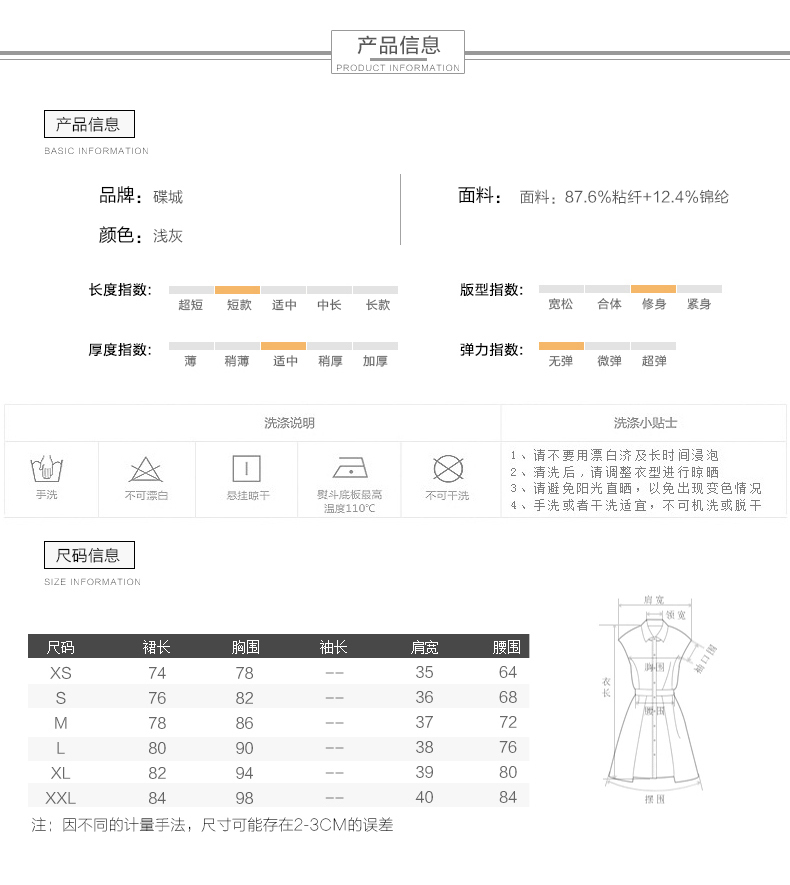 产品信息
PRODUCT INFORMATION
产品信息
BASIC INFORMATION
品牌：碟城
面料： 面料：87.6%粘纤+12.4%锦纶
颜色：浅灰
长度指数：
超短 短款 适中 中长 长款
版型指数：
宽松 合体 修身 紧身
厚度指数：
薄 稍薄 适中 稍厚 加厚
弹力指数：
无弹 微弹 超弹
洗涤说明
洗涤小贴士
手洗
不可漂白
悬挂晾干
熨斗底板最高
温度110℃
不可干洗
1、请不要用漂白济及长时间浸泡
2、清洗后，请调整衣型进行晾晒
3、请避免阳光直晒，以免出现变色情况
4、手洗或者干洗适宜，不可机洗或脱干
尺码信息
SIZE INFORMATION
尺码 裙长 胸围 袖长 肩宽 腰围
XS 74 78 -- 35 64
S 76 82 -- 36 68
M 78 86 -- 37 72
L 80 90 -- 38 76
XL 82 94 -- 39 80
XXL 84 98 -- 40 84
注：因不同的计量手法，尺寸可能存在2-3CM的误差
肩宽
领宽
袖口围
胸围
衣长
腰围
摆围